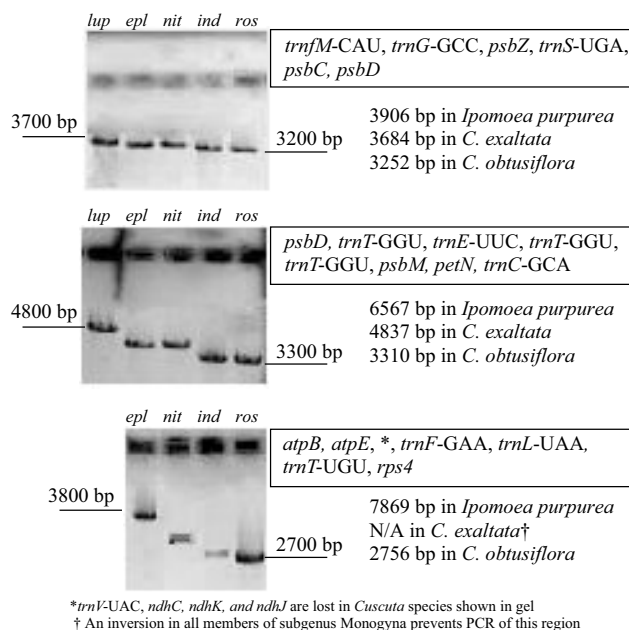 lup epl nit ind ros
trnfM-CAU, trnG-GCC, psbZ, trnS-UGA,
psbC, psbD
3700 bp
3200 bp
3906 bp in Ipomoea purpurea
3684 bp in C. exaltata
3252 bp in C. obtusiflora
lup epl nit ind ros
psbD, trnT-GGU, trnE-UUC, trnT-GGU,
trnT-GGU, psbM, petN, trnC-GCA
4800 bp
3300 bp
6567 bp in Ipomoea purpurea
4837 bp in C. exaltata
3310 bp in C. obtusiflora
epl nit ind ros
atpB, atpE, *, trnF-GAA, trnL-UAA,
trnT-UGU, rps4
3800 bp
2700 bp
7869 bp in Ipomoea purpurea
N/A in C. exaltata†
2756 bp in C. obtusiflora
*trnV-UAC, ndhC, ndhK, and ndhJ are lost in Cuscuta species shown in gel
† An inversion in all members of subgenus Monogyna prevents PCR of this region